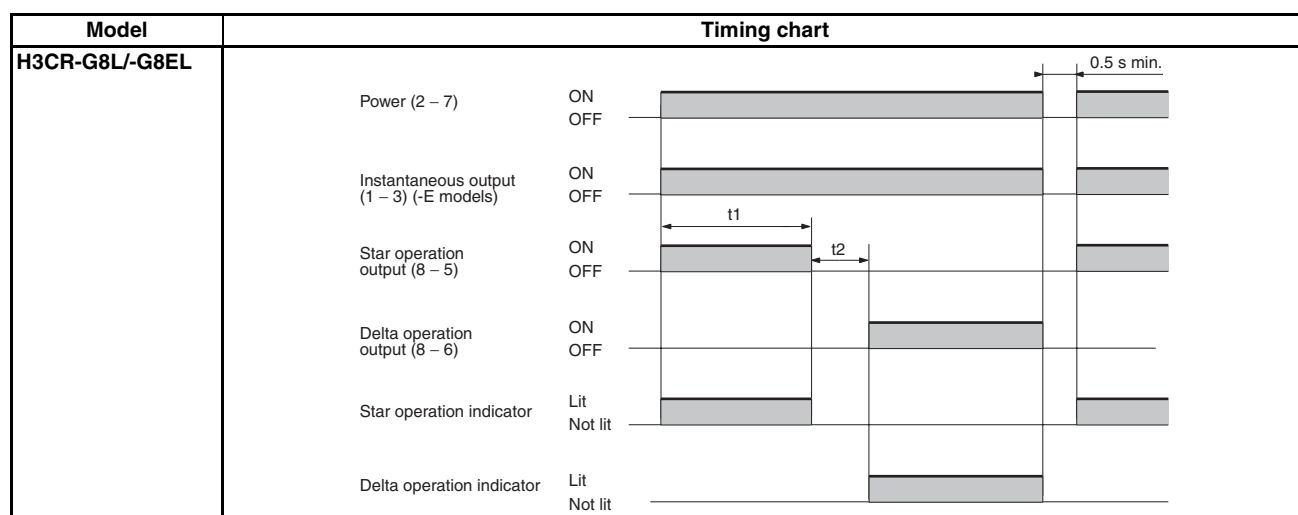 Model
Timing chart
H3CR-G8L/-G8EL
0.5 s min.
Power (2 − 7)
ON
OFF
Instantaneous output
(1 − 3) (-E models)
ON
OFF
t1
Star operation
output (8 − 5)
ON
OFF
t2
Delta operation
output (8 − 6)
ON
OFF
Star operation indicator
Lit
Not lit
Delta operation indicator
Lit
Not lit